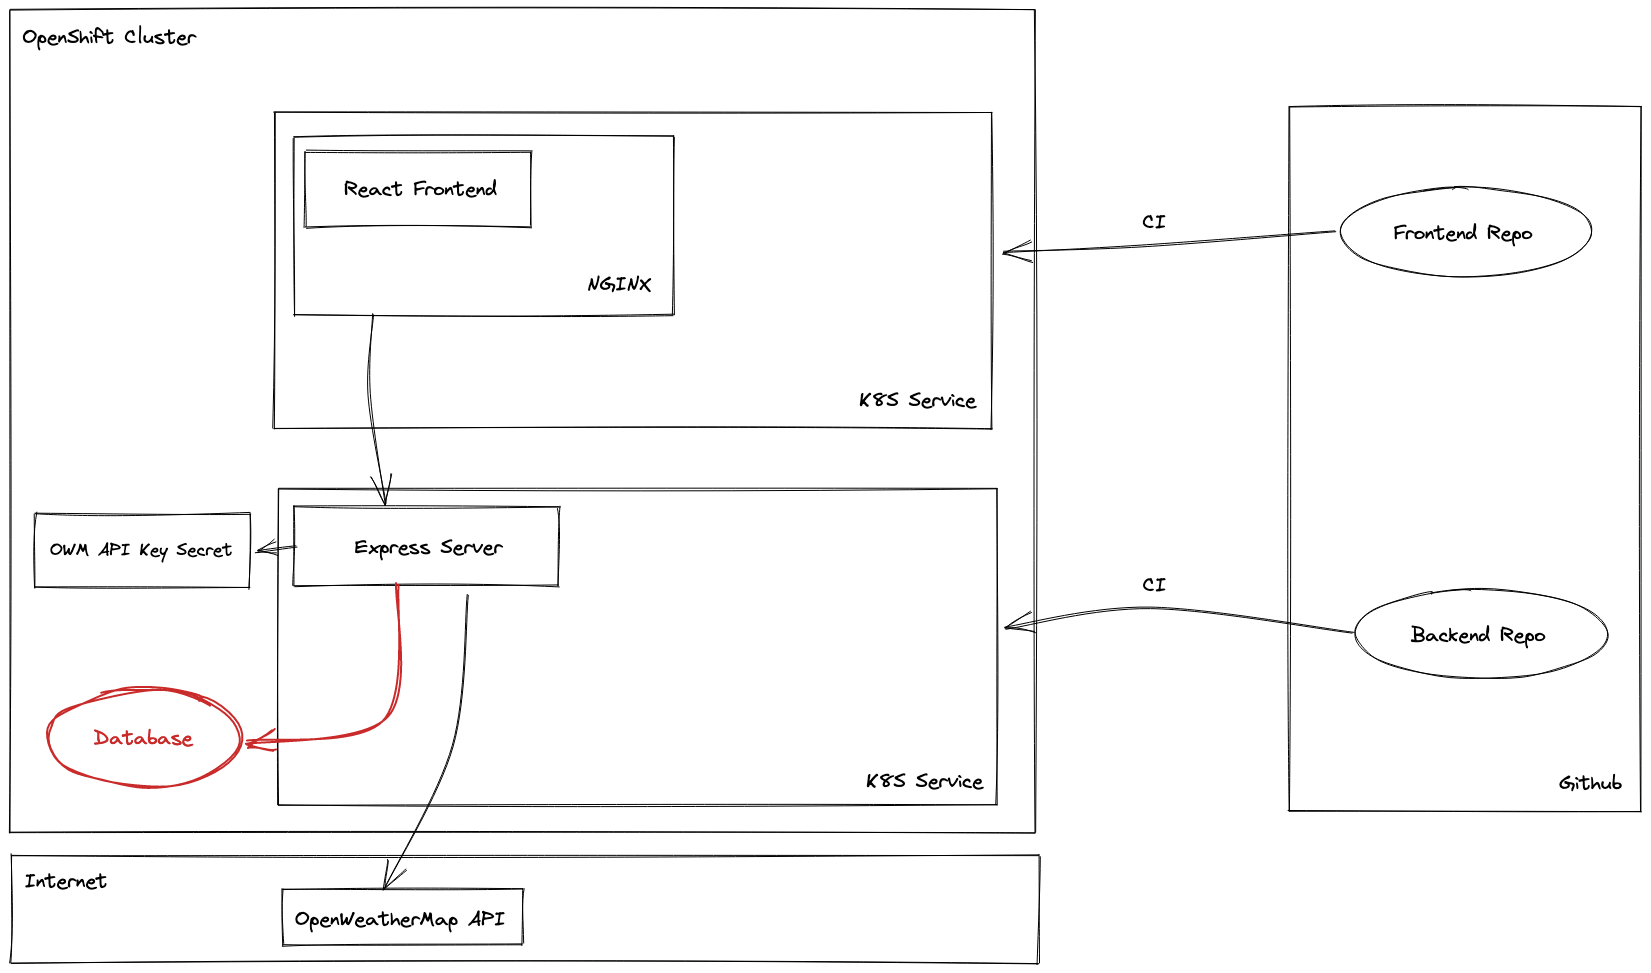 OpenShift Cluster
React Frontend
NGINX
K8S Service
CI
Frontend Repo
OWM API Key Secret
Express Server
CI
Backend Repo
Database
K8S Service
Github
Internet
OpenWeatherMap API